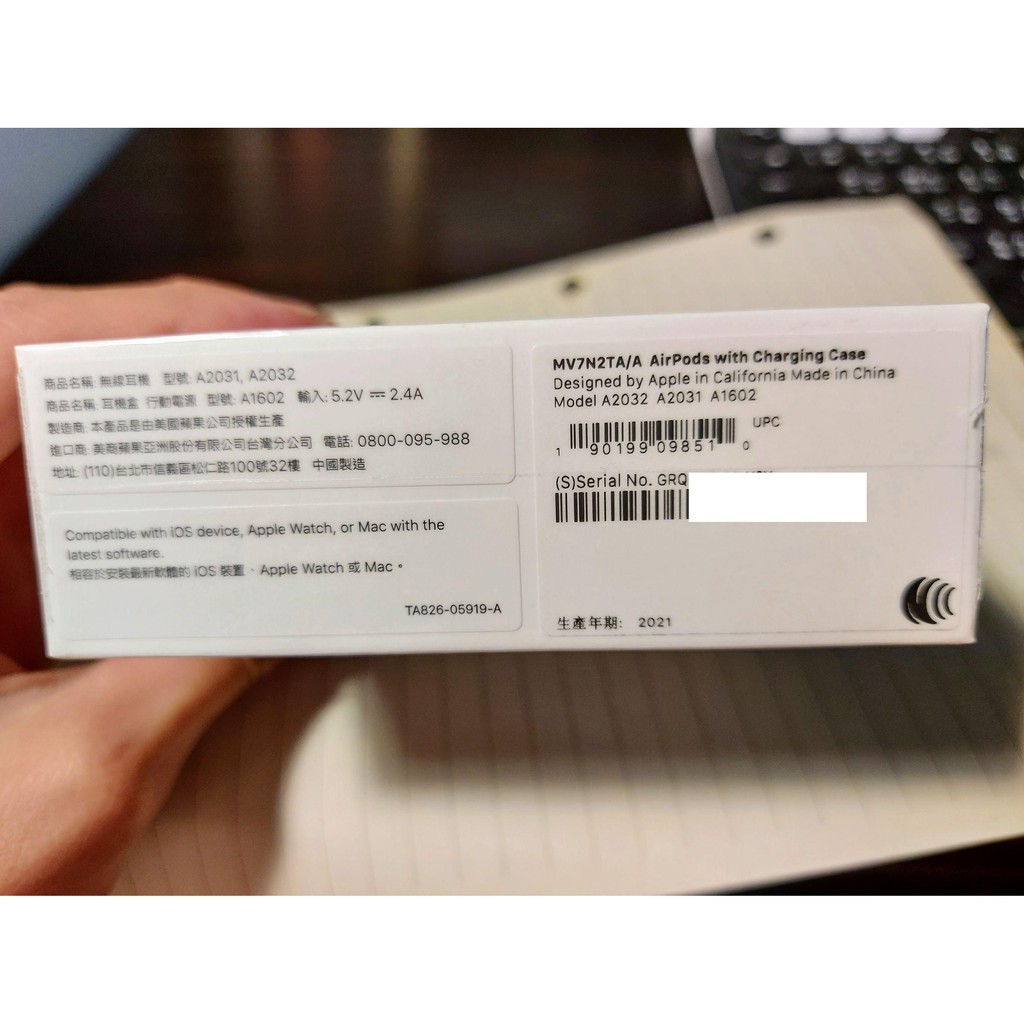 商品名稱: 無線耳機 型號: A2031, A2032
商品名稱: 耳機盒 行動電源 型號: A1602 輸入: 5.2V ⎓ 2.4A
製造商: 本產品是由美國蘋果公司授權生產
進口商: 美商蘋果亞洲股份有限公司台灣分公司 電話: 0800-095-988
地址: (110)台北市信義區松仁路100號32樓 中國製造
Compatible with iOS device, Apple Watch, or Mac with the
latest software.
相容於安裝最新軟體的 iOS 裝置、Apple Watch 或 Mac。
TA826-05919-A
MV7N2TA/A AirPods with Charging Case
Designed by Apple in California Made in China
Model A2032 A2031 A1602
UPC
1 90199 09851 0
(S)Serial No. GRQ
生產年期: 2021